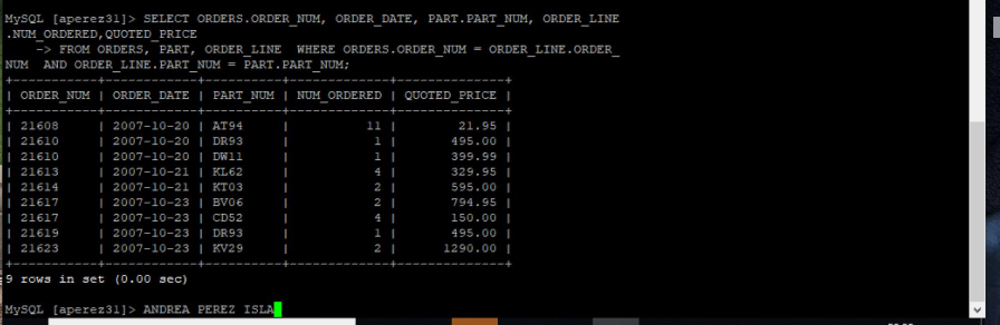 MySQL [aperez31]> SELECT ORDERS.ORDER_NUM, ORDER_DATE, PART.PART_NUM, ORDER_LINE
.NUM_ORDERED,QUOTED_PRICE
    -> FROM ORDERS, PART, ORDER_LINE  WHERE ORDERS.ORDER_NUM = ORDER_LINE.ORDER_
NUM  AND ORDER_LINE.PART_NUM = PART.PART_NUM;
+-----------+------------+----------+-------------+--------------+
| ORDER_NUM | ORDER_DATE | PART_NUM | NUM_ORDERED | QUOTED_PRICE |
+-----------+------------+----------+-------------+--------------+
| 21608     | 2007-10-20 | AT94     |          11 |        21.95 |
| 21610     | 2007-10-20 | DR93     |           1 |       495.00 |
| 21610     | 2007-10-20 | DW11     |           1 |       399.99 |
| 21613     | 2007-10-21 | KL62     |           4 |       329.95 |
| 21614     | 2007-10-21 | KT03     |           2 |       595.00 |
| 21617     | 2007-10-23 | BV06     |           2 |       794.95 |
| 21617     | 2007-10-23 | CD52     |           4 |       150.00 |
| 21619     | 2007-10-23 | DR93     |           1 |       495.00 |
| 21623     | 2007-10-23 | KV29     |           2 |      1290.00 |
+-----------+------------+----------+-------------+--------------+
9 rows in set (0.00 sec)
MySQL [aperez31]> ANDREA PEREZ ISLA